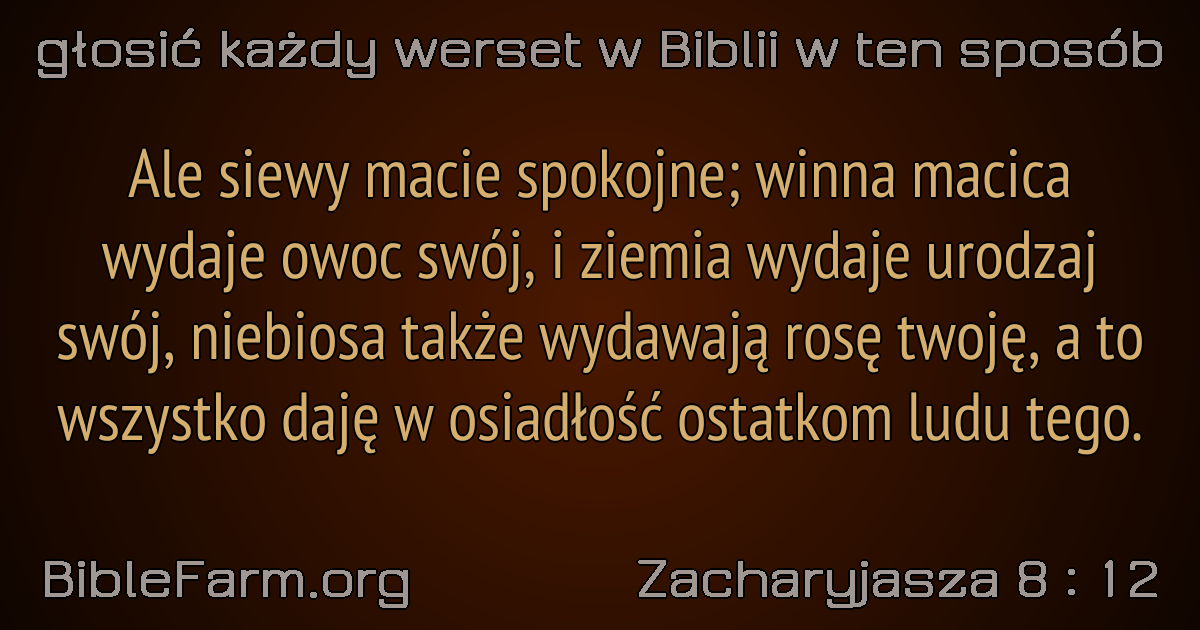 głosić każdy werset w Biblii w ten sposób
Ale siewy macie spokojne; winna macica
wydaje owoc swój, i ziemia wydaje urodzaj
swój, niebiosa także wydawają rosę twoję, a to
wszystko daję w osiadłość ostatkom ludu tego.
BibleFarm.org
Zacharyjasza 8 : 12